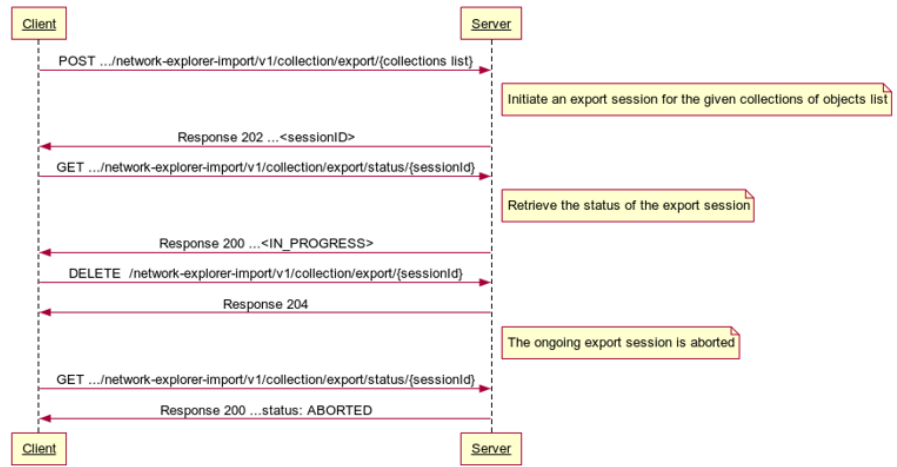 Client
Server
POST .../network-explorer-import/v1/collection/export/{collections list}
Initiate an export session for the given collections of objects list
Response 202 ...<sessionID>
GET .../network-explorer-import/v1/collection/export/status/{sessionId}
Retrieve the status of the export session
Response 200 ...<IN_PROGRESS>
DELETE  /network-explorer-import/v1/collection/export/{sessionId}
Response 204
The ongoing export session is aborted
GET .../network-explorer-import/v1/collection/export/status/{sessionId}
Response 200 ...status: ABORTED
Client
Server